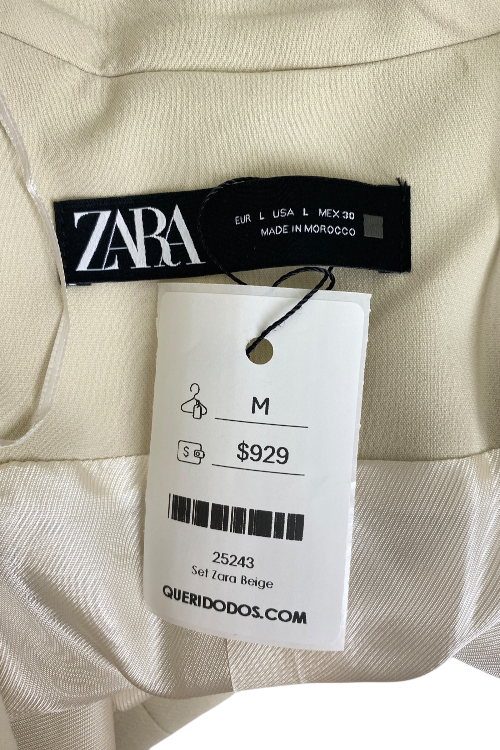 ZARA
EUR L USA L MEX 30
MADE IN MOROCCO
M
$ $929
25243
Set Zara Beige
QUERIDODOS.COM